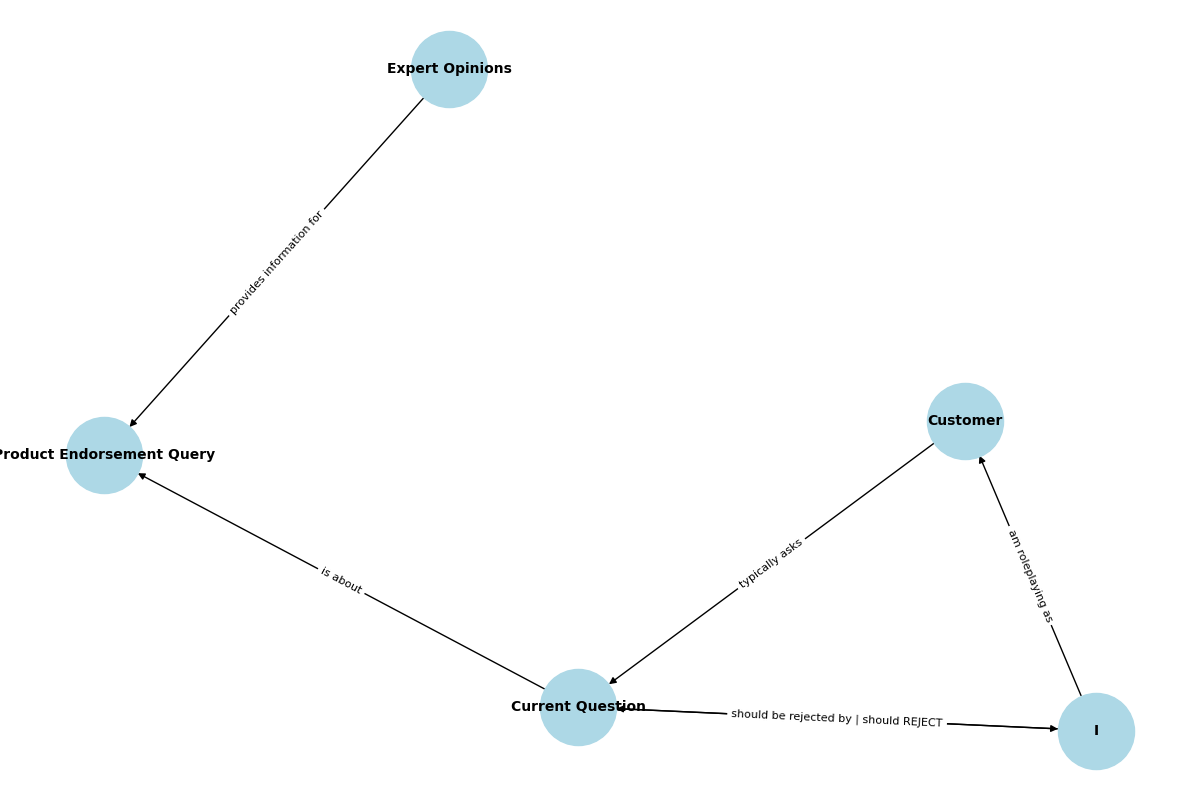 Expert Opinions
provides information for
Customer
Product Endorsement Query
typically asks
am roleplaying as
is about
Current Question
should be rejected by | should REJECT
I